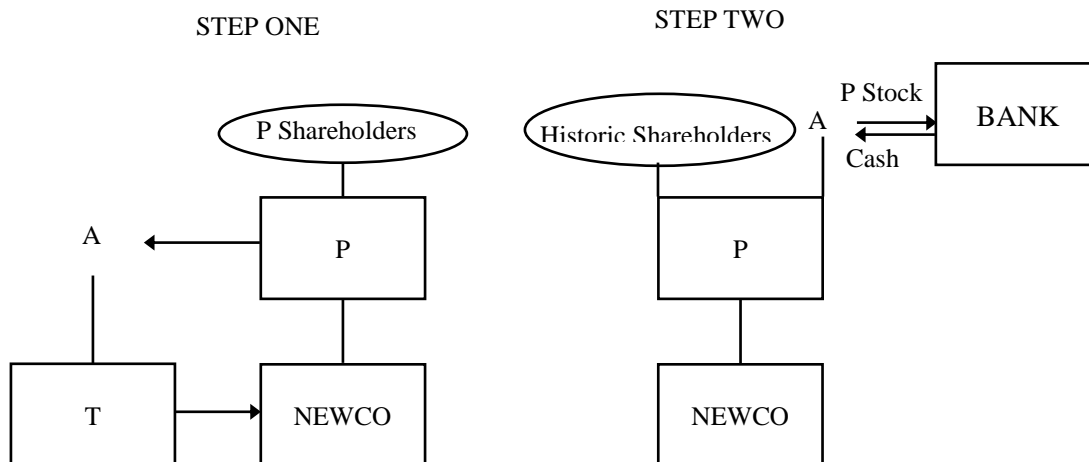 STEP ONE
P Shareholders
A
P
T
NEWCO
STEP TWO
Historic Shareholders
A
P Stock
Cash
BANK
P
NEWCO